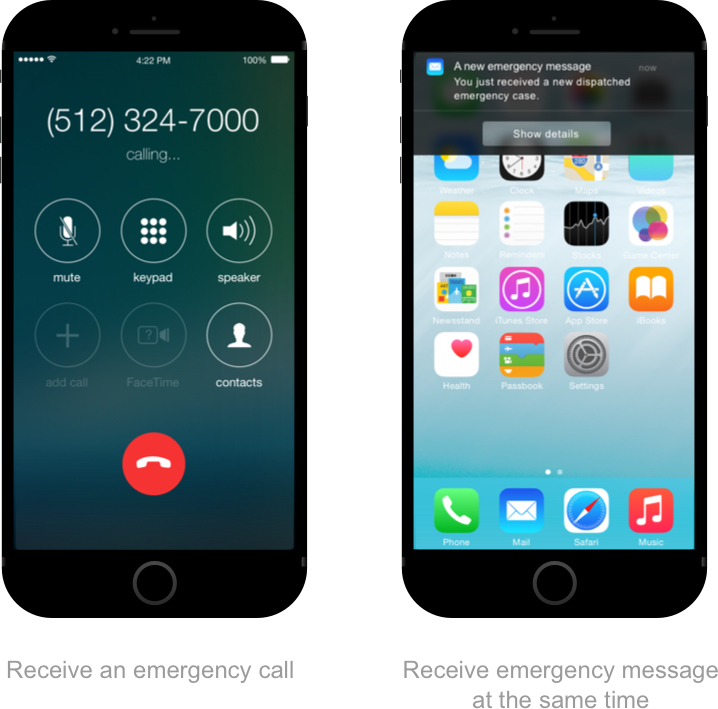 4:22 PM
100%
(512) 324-7000
calling...
mute
keypad
speaker
add call
FaceTime
contacts
Receive an emergency call
A new emergency message
now
You just received a new dispatched
emergency case.
Show details
Weather
Clock
Maps
Videos
280
Notes
Reminders
Stocks
Game Center
Newsstand
iTunes Store
App Store
iBooks
Health
Passbook
Settings
Phone
Mail
Safari
Music
Receive emergency message
at the same time